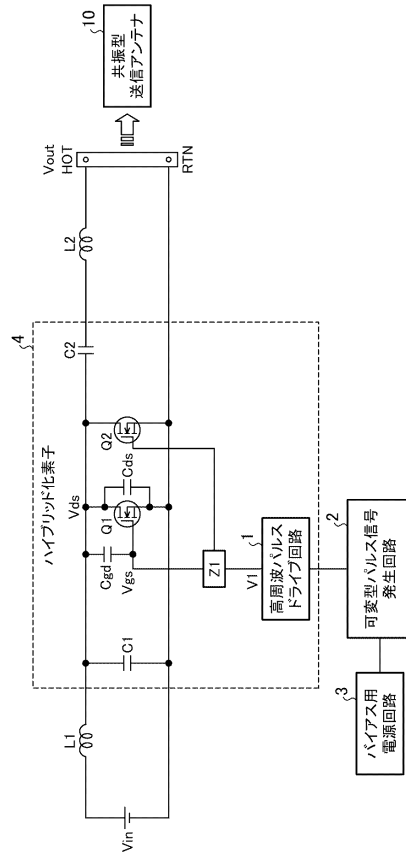 10
共振型
送信アンテナ
Vout
HOT
RTN
L2
4
C2
ハイブリッド化素子
Q2
Vds
Cds
Q1
Cgd
Vgs
Z1
V1
1
高周波パルス
ドライブ回路
C1
2
可変型パルス信号
発生回路
3
バイアス用
電源回路
L1
Vin